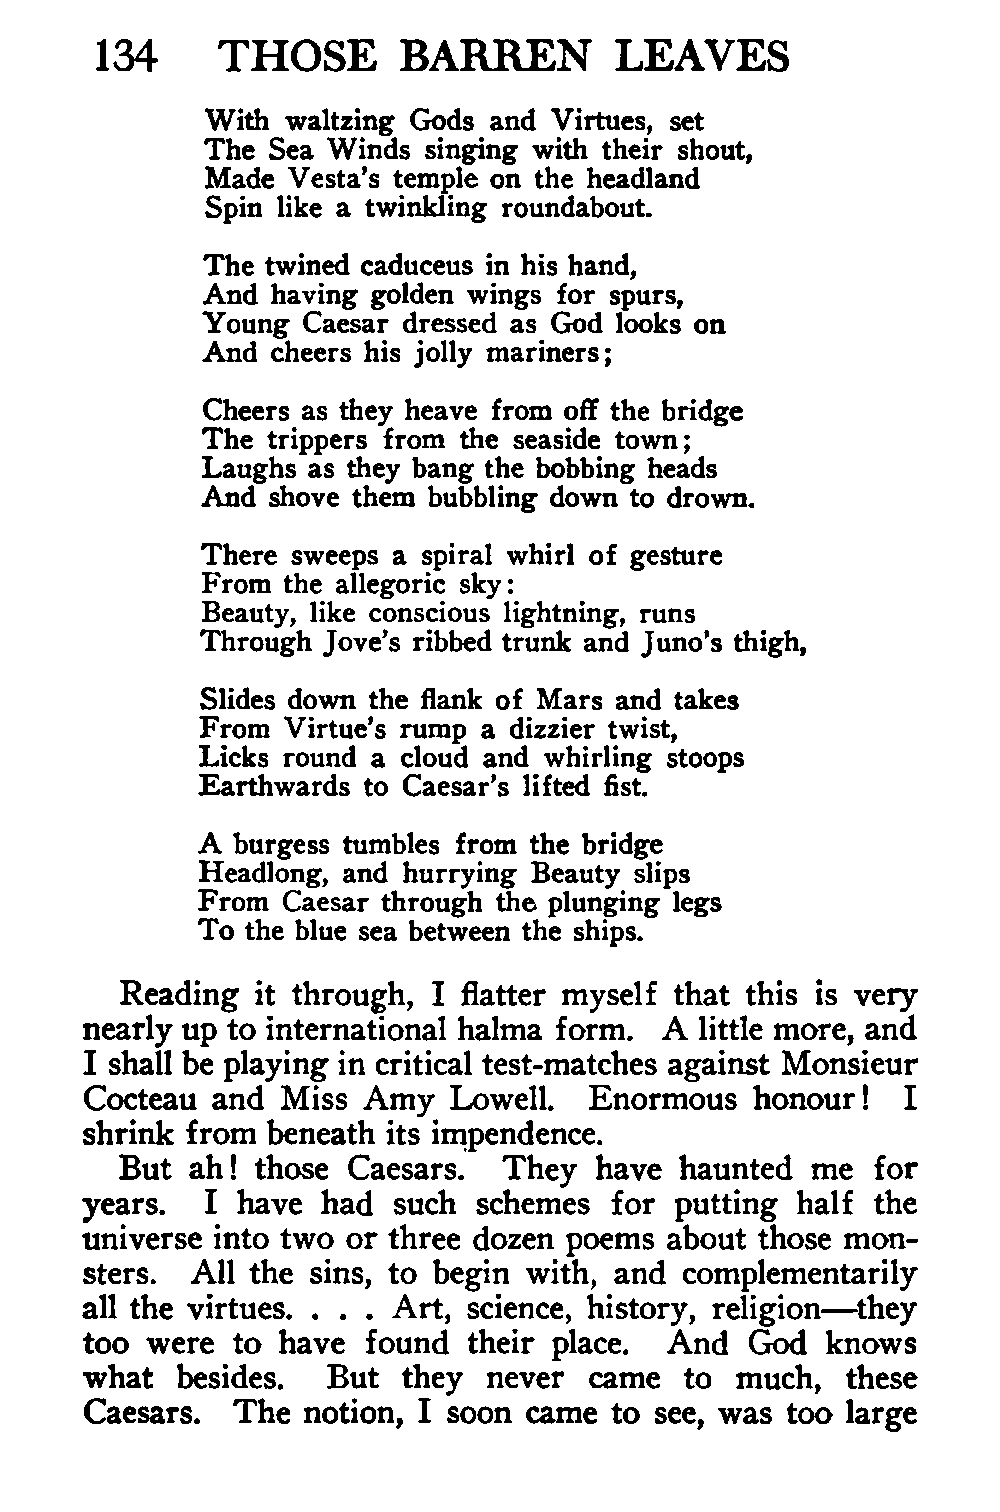 134 THOSE BARREN LEAVES
With waltzing Gods and Virtues, set
The Sea Winds singing with their shout,
Made Vesta's temple on the headland
Spin like a twinkling roundabout.
The twined caduceus in his hand,
And having golden wings for spurs,
Young Caesar dressed as God looks on
And cheers his jolly mariners;
Cheers as they heave from off the bridge
The trippers from the seaside town;
Laughs as they bang the bobbing heads
And shove them bubbling down to drown.
There sweeps a spiral whirl of gesture
From the allegoric sky:
Beauty, like conscious lightning, runs
Through Jove's ribbed trunk and Juno's thigh,
Slides down the flank of Mars and takes
From Virtue's rump a dizzier twist,
Licks round a cloud and whirling stoops
Earthwards to Caesar's lifted fist.
A burgess tumbles from the bridge
Headlong, and hurrying Beauty slips
From Caesar through the plunging legs
To the blue sea between the ships.
Reading it through, I flatter myself that this is very
nearly up to international halma form. A little more, and
I shall be playing in critical test-matches against Monsieur
Cocteau and Miss Amy Lowell. Enormous honour! I
shrink from beneath its impendence.
But ah! those Caesars. They have haunted me for
years. I have had such schemes for putting half the
universe into two or three dozen poems about those mon-
sters. All the sins, to begin with, and complementarily
all the virtues. . . . Art, science, history, religion—they
too were to have found their place. And God knows
what besides. But they never came to much, these
Caesars. The notion, I soon came to see, was too large